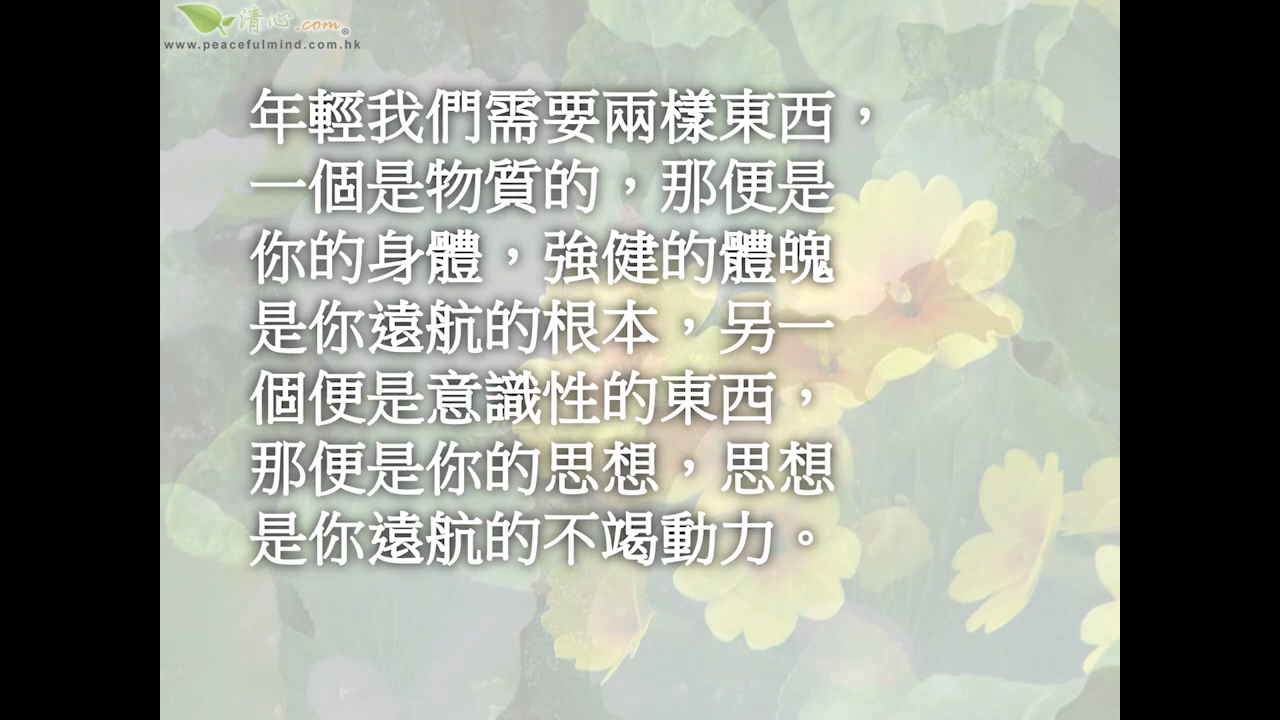 清心.com®
www.peacefulmind.com.hk
年輕我們需要兩樣東西，
一個是物質的，那便是
你的身體，強健的體魄
是你遠航的根本，另一
個便是意識性的東西，
那便是你的思想，思想
是你遠航的不竭動力。